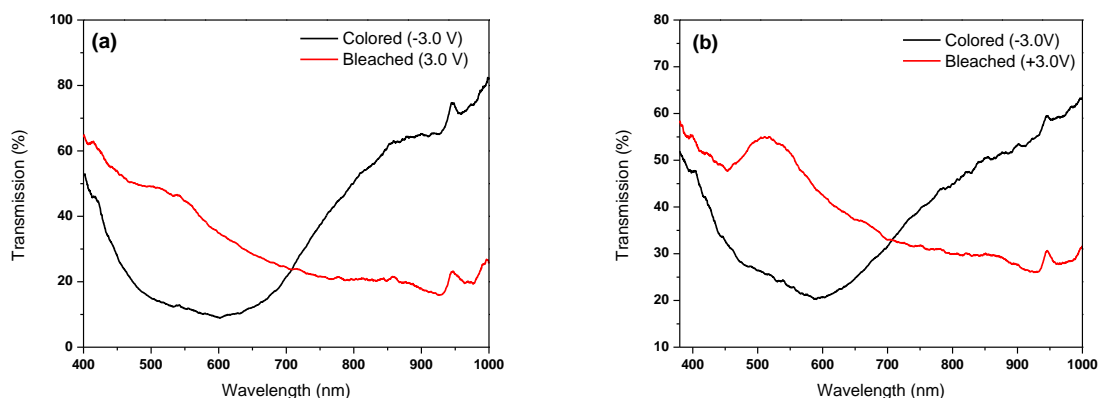 (a)
Colored (-3.0 V)
Bleached (3.0 V)
100
80
60
40
20
0
Transmission (%)
400 500 600 700 800 900 1000
Wavelength (nm)
(b)
Colored (-3.0V)
Bleached (+3.0V)
80
70
60
50
40
30
20
10
Transmission (%)
400 500 600 700 800 900 1000
Wavelength (nm)